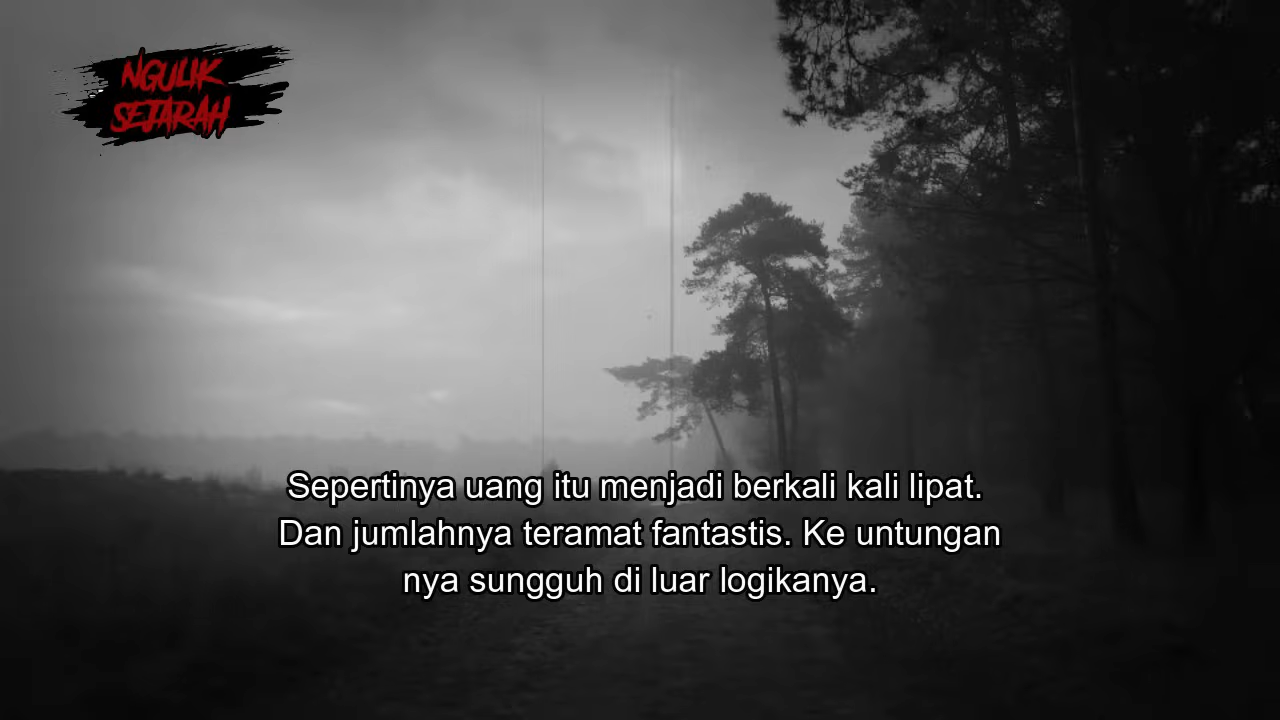 NGULIK
SEJARAH
Sepertinya uang itu menjadi berkali kali lipat.
Dan jumlahnya teramat fantastis. Ke untungan
nya sungguh di luar logikanya.